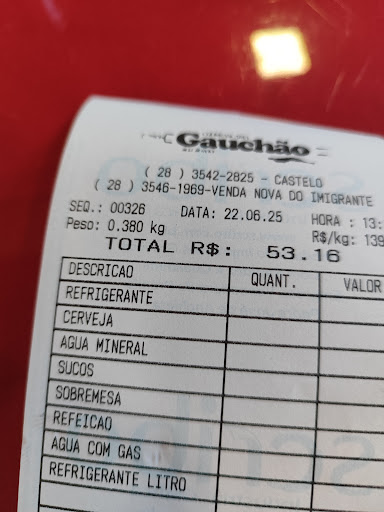 Gauchão
( 28 ) 3542-2825 - CASTELO
( 28 ) 3546-1969-VENDA NOVA DO IMIGRANTE
SEQ.: 00326 DATA: 22.06.25 HORA : 13:
Peso: 0.380 kg R$/kg: 139
TOTAL R$: 53.16
DESCRICAO QUANT. VALOR
REFRIGERANTE
CERVEJA
AGUA MINERAL
SUCOS
SOBREMESA
REFEICAO
AGUA COM GAS
REFRIGERANTE LITRO